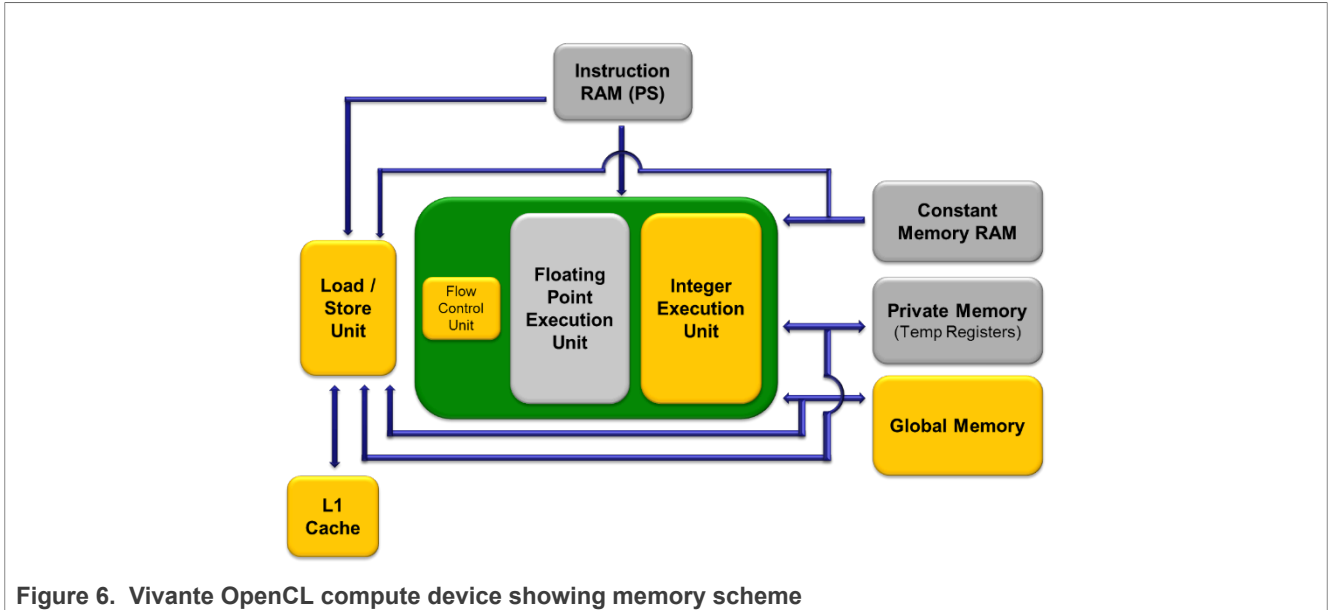 Instruction
RAM (PS)
Constant
Memory RAM
Load /
Store
Unit
Flow
Control
Unit
Floating
Point
Execution
Unit
Integer
Execution
Unit
Private Memory
(Temp Registers)
Global Memory
L1
Cache
Figure 6. Vivante OpenCL compute device showing memory scheme